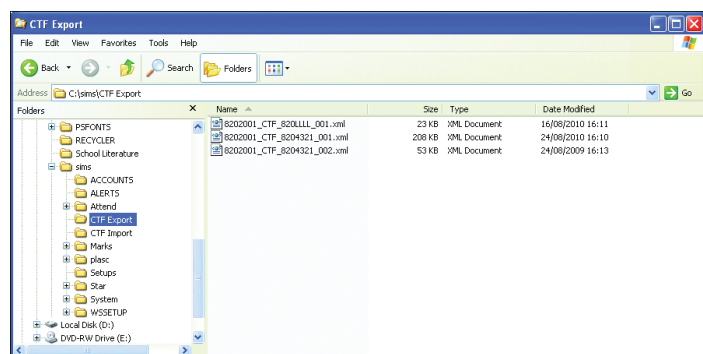 CTF Export
File Edit View Favorites Tools Help
Back Search Folders
Address C:\sims\CTF Export Go
Folders × Name Size Type Date Modified
PSFONTS 8202001_CTF_820LLLL_001.xml 23 KB XML Document 16/08/2010 16:11
RECYCLER 8202001_CTF_8204321_001.xml 208 KB XML Document 24/08/2010 16:10
School Literature 8202001_CTF_8204321_002.xml 53 KB XML Document 24/08/2009 16:13
sims
ACCOUNTS
ALERTS
Attend
CTF Export
CTF Import
Marks
plasc
Setups
Star
System
WSSETUP
Local Disk (D:)
DVD-RW Drive (E:)